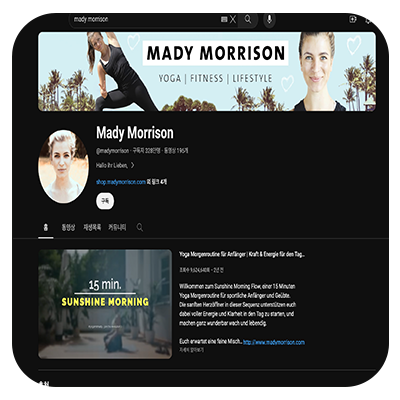 mady morrison
MADY MORRISON
YOGA | FITNESS | LIFESTYLE
Mady Morrison
@madymorrison · 구독자 328만명 · 동영상 195개
Hallo ihr Lieben,
shop.madymorrison.com 외 링크 4개
구독
홈 동영상 재생목록 커뮤니티
15 min.
SUNSHINE MORNING
Yoga Morgenroutine für Anfänger | Kraft & Energie für den Tag...
조회수 9,624,640회 · 2년 전
Willkommen zum Sunshine Morning Flow, einer 15 Minuten
Yoga Morgenroutine für sportliche Anfänger und Geübte.
Die sanften Herzöffner in dieser Sequenz unterstützen euch
dabei voller Energie und Klarheit in den Tag zu starten, und
machen ganz wunderbar wach und lebendig.
Euch erwartet eine feine Misch... http://www.madymorrison.com
자세히 알아보기